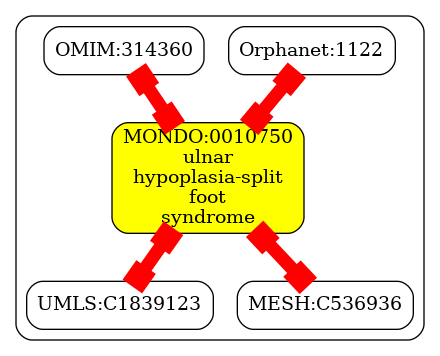 OMIM:314360
Orphanet:1122
MONDO:0010750
ulnar
hypoplasia-split
foot
syndrome
UMLS:C1839123
MESH:C536936